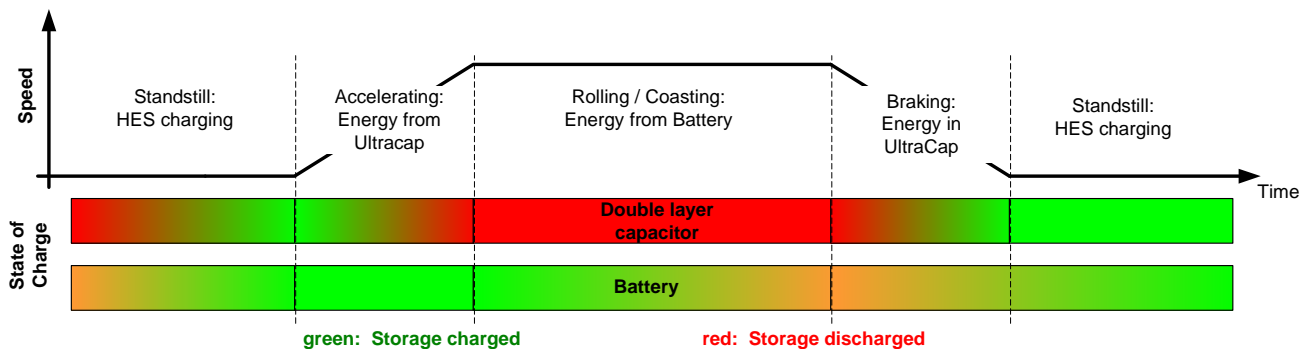 Speed
Standstill:
HES charging
Accelerating:
Energy from
Ultracap
Rolling / Coasting:
Energy from Battery
Braking:
Energy in
UltraCap
Standstill:
HES charging
Time
State of
Charge
Double layer
capacitor
Battery
green: Storage charged
red: Storage discharged